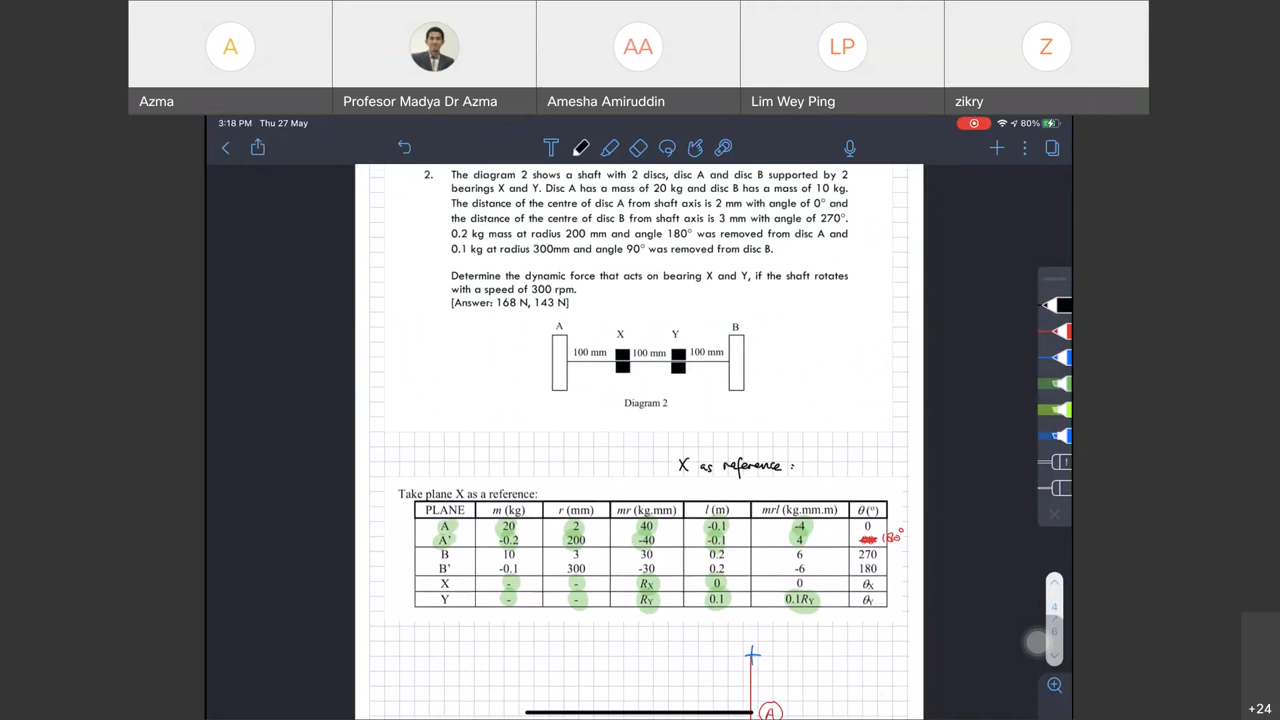 A
AA
LP
Z
Azma
Profesor Madya Dr Azma
Amesha Amiruddin
Lim Wey Ping
zikry
3:18 PM Thu 27 May
80%
2. The diagram 2 shows a shaft with 2 discs, disc A and disc B supported by 2
bearings X and Y. Disc A has a mass of 20 kg and disc B has a mass of 10 kg.
The distance of the centre of disc A from shaft axis is 2 mm with angle of 0° and
the distance of the centre of disc B from shaft axis is 3 mm with angle of 270°.
0.2 kg mass at radius 200 mm and angle 180° was removed from disc A and
0.1 kg at radius 300mm and angle 90° was removed from disc B.
Determine the dynamic force that acts on bearing X and Y, if the shaft rotates
with a speed of 300 rpm.
[Answer: 168 N, 143 N]
A X Y B
100 mm 100 mm 100 mm
Diagram 2
X as reference :
Take plane X as a reference:
PLANE m (kg) r (mm) mr (kg.mm) l (m) mrl (kg.mm.m) θ (°)
A 20 2 40 -0.1 -4 0
A' -0.2 200 -40 -0.1 4 180°
B 10 3 30 0.2 6 270
B' -0.1 300 -30 0.2 -6 180
X - - RX 0 0 θX
Y - - RY 0.1 0.1RY θY
A
4
6
+24